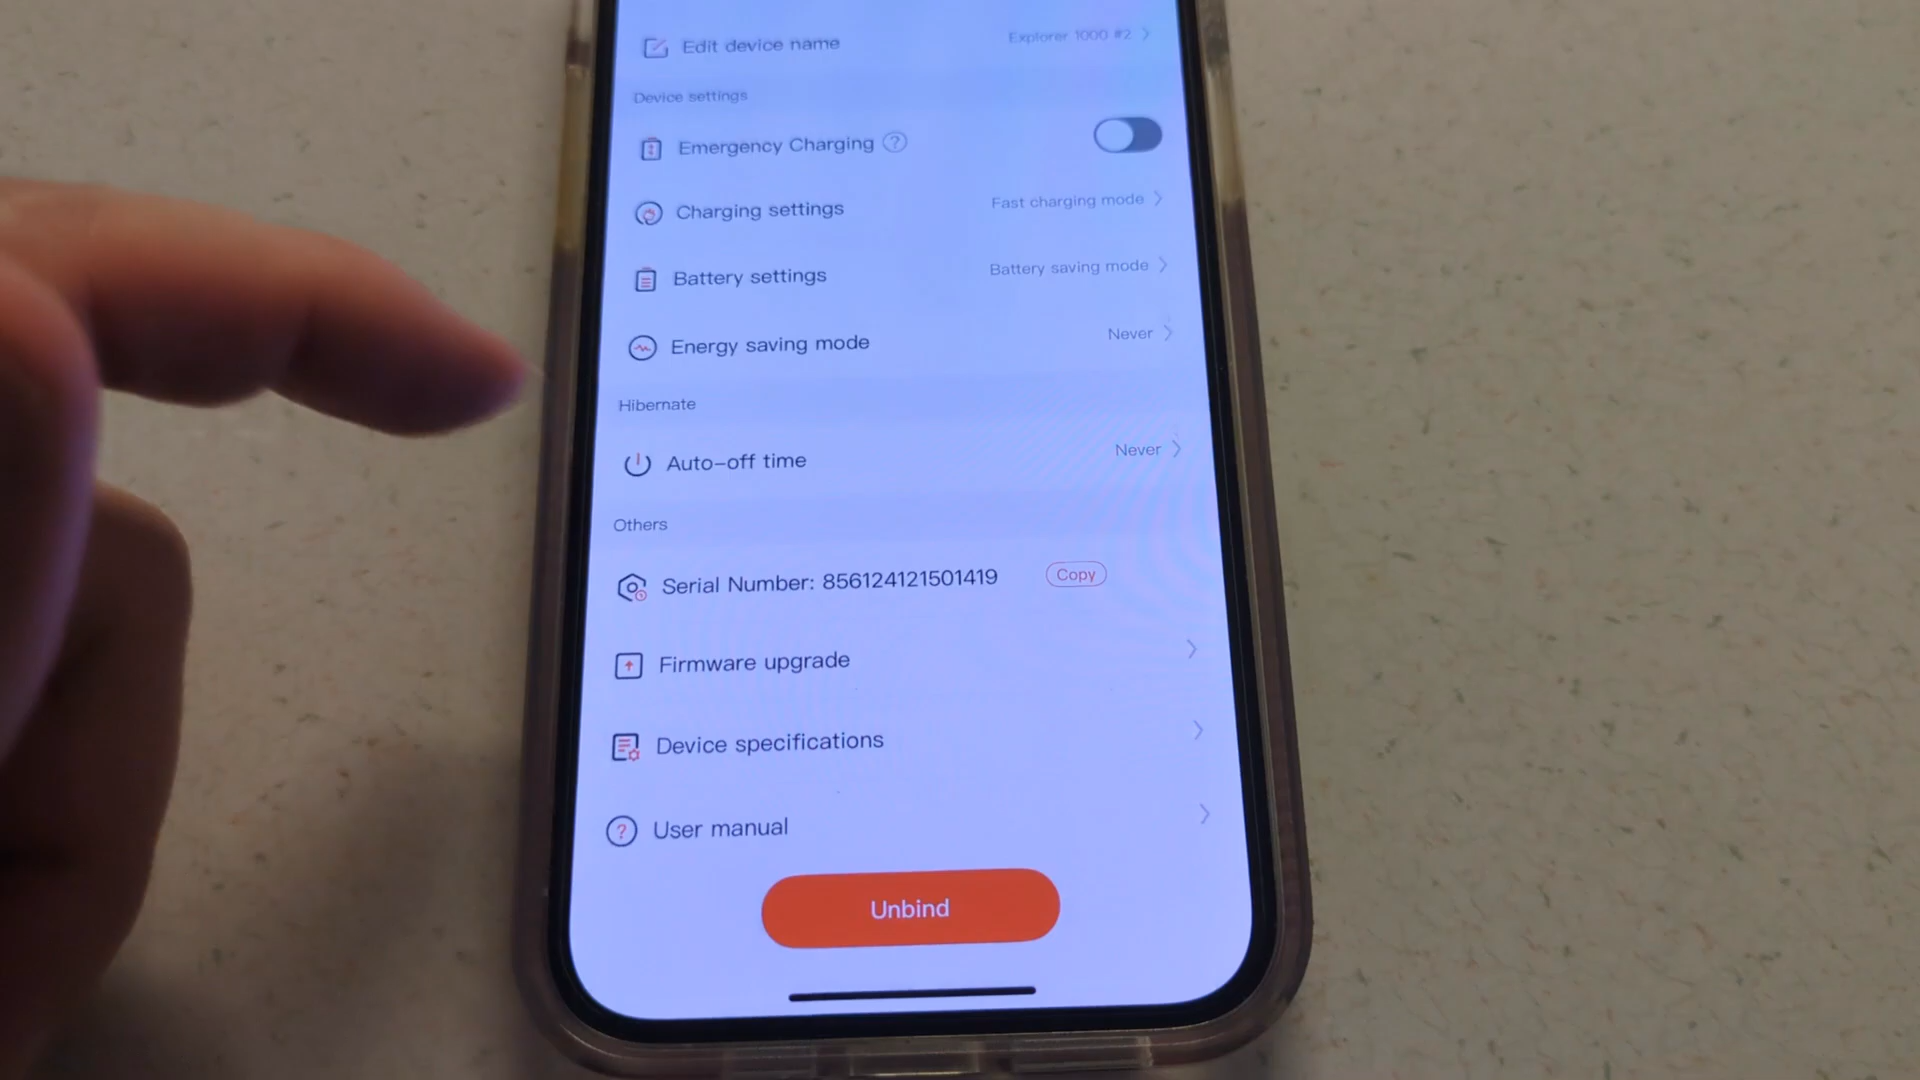 Edit device name Explorer 1000 #2
Device settings
Emergency Charging ?
Charging settings Fast charging mode
Battery settings Battery saving mode
Energy saving mode Never
Hibernate
Auto-off time Never
Others
Serial Number: 856124121501419 Copy
Firmware upgrade
Device specifications
User manual
Unbind